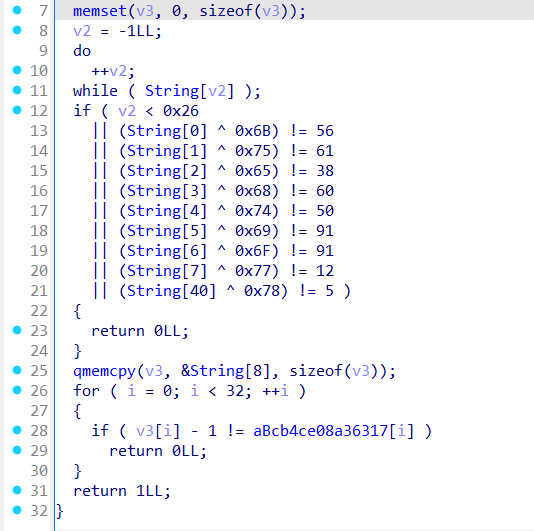 7 memset(v3, 0, sizeof(v3));
8 v2 = -1LL;
9 do
10 ++v2;
11 while ( String[v2] );
12 if ( v2 < 0x26
13 || (String[0] ^ 0x6B) != 56
14 || (String[1] ^ 0x75) != 61
15 || (String[2] ^ 0x65) != 38
16 || (String[3] ^ 0x68) != 60
17 || (String[4] ^ 0x74) != 50
18 || (String[5] ^ 0x69) != 91
19 || (String[6] ^ 0x6F) != 91
20 || (String[7] ^ 0x77) != 12
21 || (String[40] ^ 0x78) != 5 )
22 {
23 return 0LL;
24 }
25 qmemcpy(v3, &String[8], sizeof(v3));
26 for ( i = 0; i < 32; ++i )
27 {
28 if ( v3[i] - 1 != aBcb4ce08a36317[i] )
29 return 0LL;
30 }
31 return 1LL;
32 }